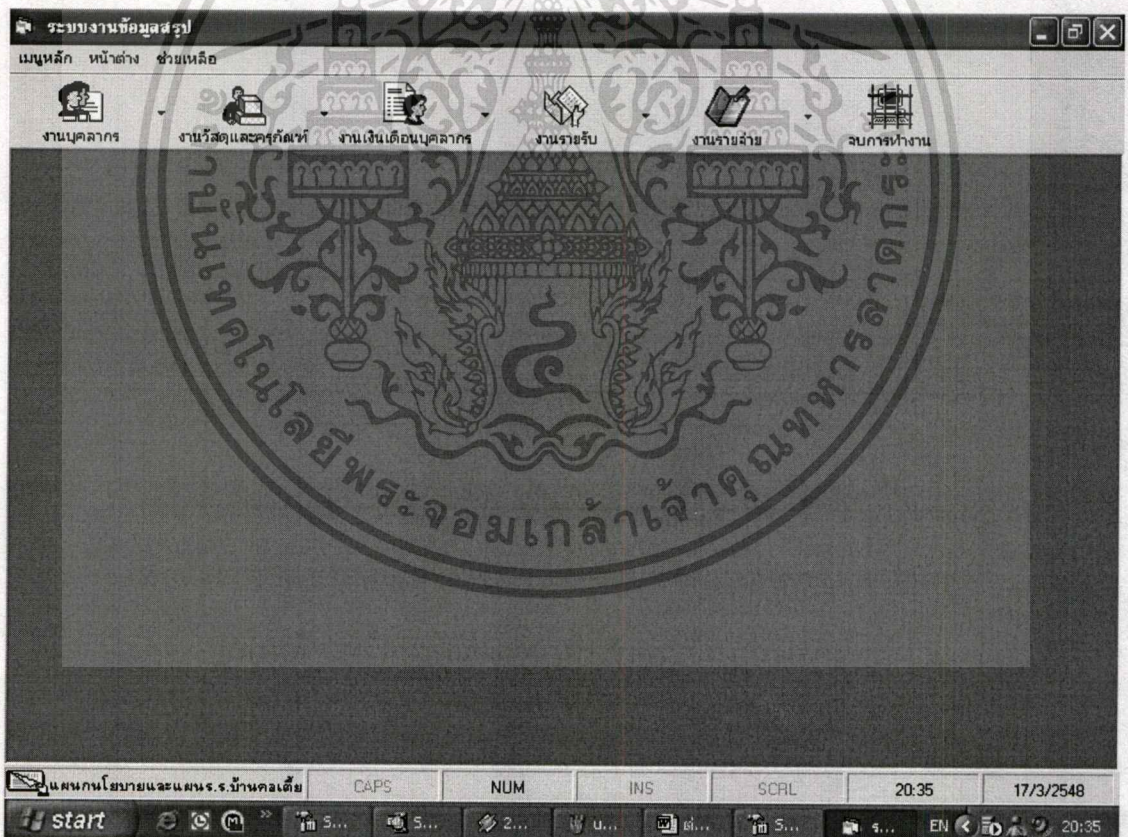 ระบบงานข้อมูลสรุป
เมนูหลัก หน้าต่าง ช่วยเหลือ
งานบุคลากร งานวัสดุและครุภัณฑ์ งานเงินเดือนบุคลากร งานรายรับ งานรายจ่าย จบการทำงาน
สถาบันเทคโนโลยีพระจอมเกล้าเจ้าคุณทหารลาดกระบัง
แผนกนโยบายและแผนร.ร.บ้านคลเตี้ย CAPS NUM INS SCRL 20:35 17/3/2548
start S... S... 2... u... W ต่... S... ร... EN 20:35